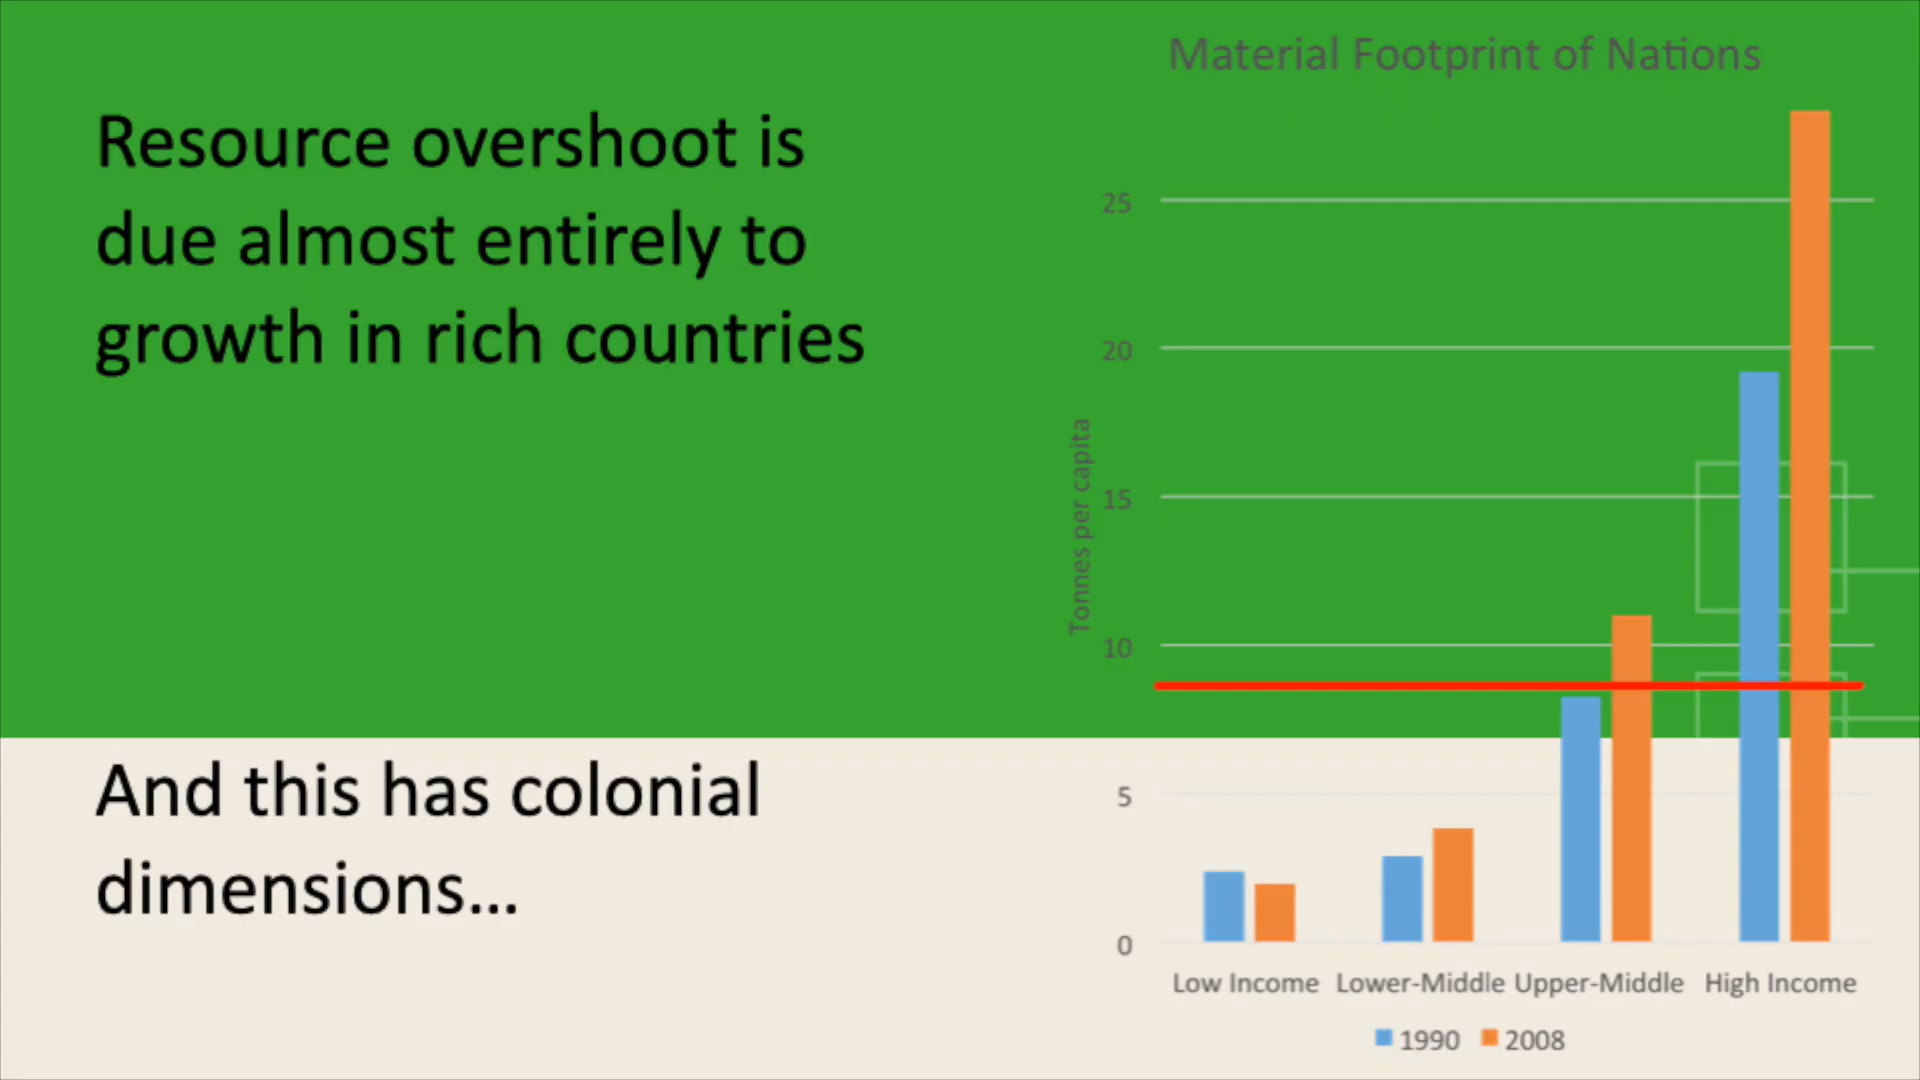 Resource overshoot is
due almost entirely to
growth in rich countries
And this has colonial
dimensions...
Material Footprint of Nations
Tonnes per capita
25
20
15
10
5
0
Low Income Lower-Middle Upper-Middle High Income
1990 2008